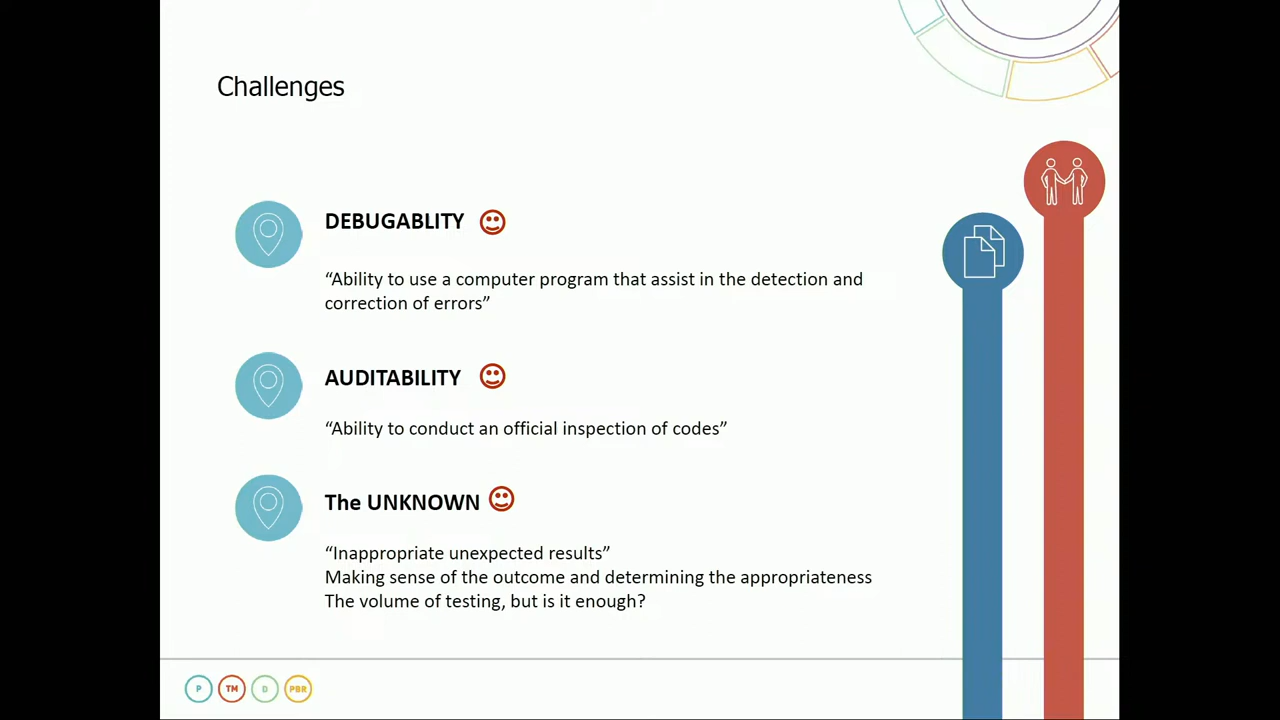 Challenges
DEBUGABLITY
“Ability to use a computer program that assist in the detection and
correction of errors”
AUDITABILITY
“Ability to conduct an official inspection of codes”
The UNKNOWN
“Inappropriate unexpected results”
Making sense of the outcome and determining the appropriateness
The volume of testing, but is it enough?
P TM D PBR